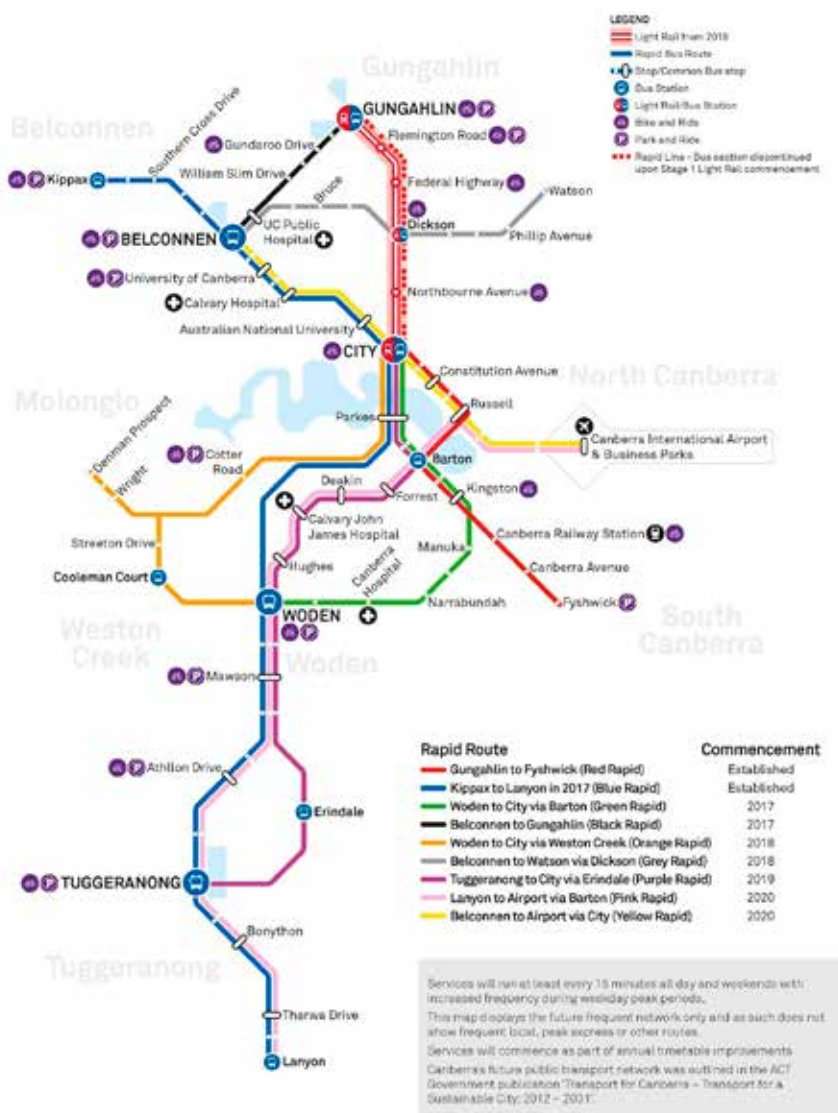 LEGEND
Light Rail from 2018
Rapid Bus Route
Stop/Common Bus stop
Bus Station
Light Rail/Bus Station
Bike and Ride
Park and Ride
Rapid Line - Bus section discontinued
upon Stage 1 Light Rail commencement
Gungahlin
Belconnen
Southern Cross Drive
GUNGAHLIN
Flemington Road
Gundaroo Drive
William Slim Drive
Kippax
Federal Highway
Watson
Bruce
UC Public
Hospital
Dickson
Phillip Avenue
BELCONNEN
University of Canberra
Calvary Hospital
Northbourne Avenue
Australian National University
CITY
Constitution Avenue
North Canberra
Russell
Molonglo
Parkes
Canberra International Airport
& Business Parks
Denman Prospect
Wright
Cotter
Road
Barton
Deakin
Forrest
Kingston
Calvary John
James Hospital
Canberra Railway Station
Streeton Drive
Manuka
Hughes
Canberra
Hospital
Canberra Avenue
Cooleman Court
Narrabundah
Fyshwick
WODEN
Weston
Creek
Woden
South
Canberra
Mawson
Athllon Drive
Erindale
TUGGERANONG
Bonython
Tuggeranong
Tharwa Drive
Lanyon
Rapid Route Commencement
Gungahlin to Fyshwick (Red Rapid) Established
Kippax to Lanyon in 2017 (Blue Rapid) Established
Woden to City via Barton (Green Rapid) 2017
Belconnen to Gungahlin (Black Rapid) 2017
Woden to City via Weston Creek (Orange Rapid) 2018
Belconnen to Watson via Dickson (Grey Rapid) 2018
Tuggeranong to City via Erindale (Purple Rapid) 2019
Lanyon to Airport via Barton (Pink Rapid) 2020
Belconnen to Airport via City (Yellow Rapid) 2020
Services will run at least every 15 minutes all day and weekends with
increased frequency during weekday peak periods.
This map displays the future frequent network only and as such does not
show frequent local, peak express or other routes.
Services will commence as part of annual timetable improvements
Canberra's future public transport network was outlined in the ACT
Government publication 'Transport for Canberra – Transport for a
Sustainable City: 2012 – 2031'.